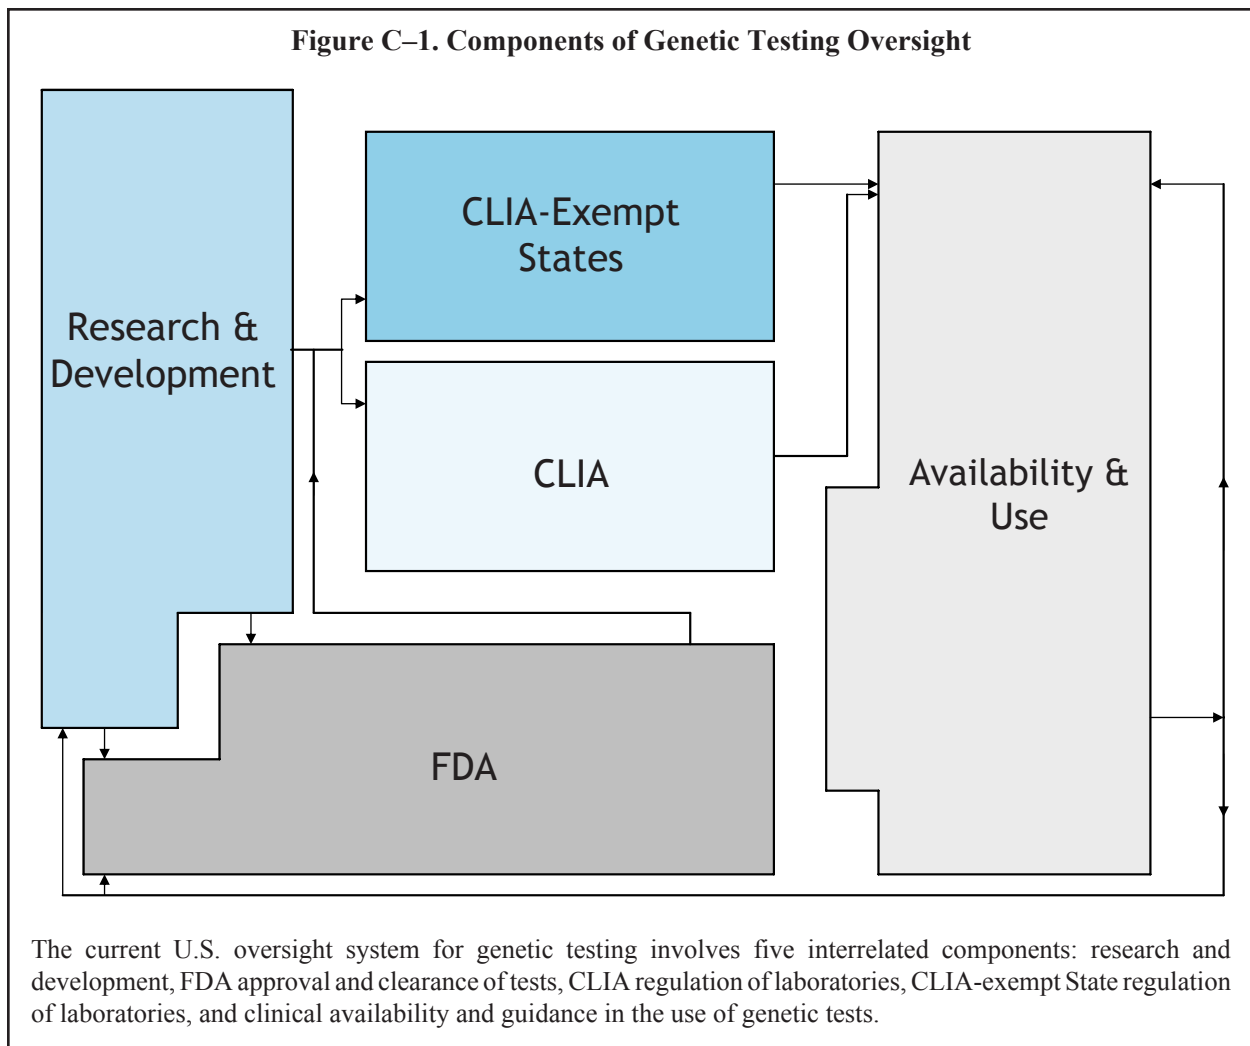 Figure C–1. Components of Genetic Testing Oversight
CLIA-Exempt
States
Research &
Development
CLIA
Availability &
Use
FDA
The current U.S. oversight system for genetic testing involves five interrelated components: research and
development, FDA approval and clearance of tests, CLIA regulation of laboratories, CLIA-exempt State regulation
of laboratories, and clinical availability and guidance in the use of genetic tests.